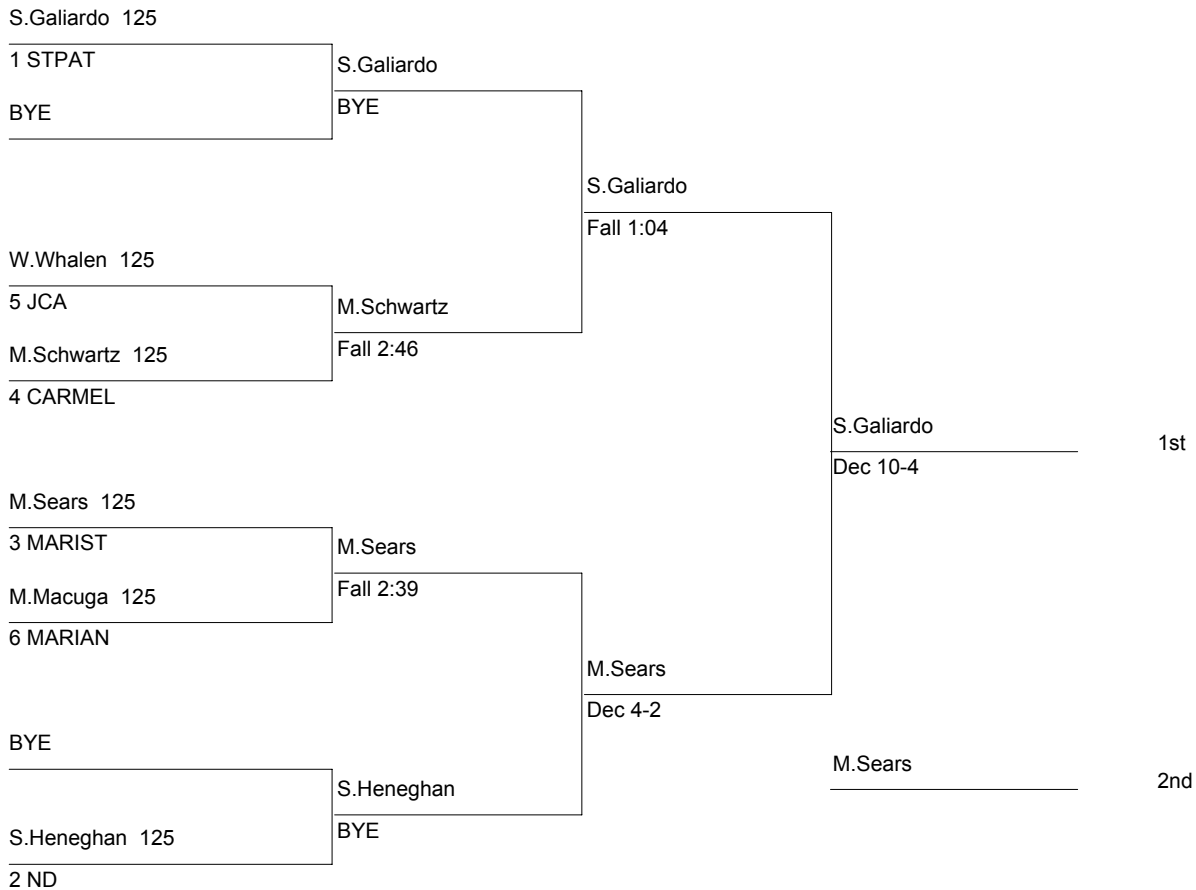 S.Galiardo 125
1 STPAT
BYE
S.Galiardo
BYE
W.Whalen 125
5 JCA
M.Schwartz 125
4 CARMEL
M.Schwartz
Fall 2:46
S.Galiardo
Fall 1:04
M.Sears 125
3 MARIST
M.Macuga 125
6 MARIAN
M.Sears
Fall 2:39
BYE
S.Heneghan 125
2 ND
S.Heneghan
BYE
M.Sears
Dec 4-2
S.Galiardo
Dec 10-4
1st
M.Sears
2nd